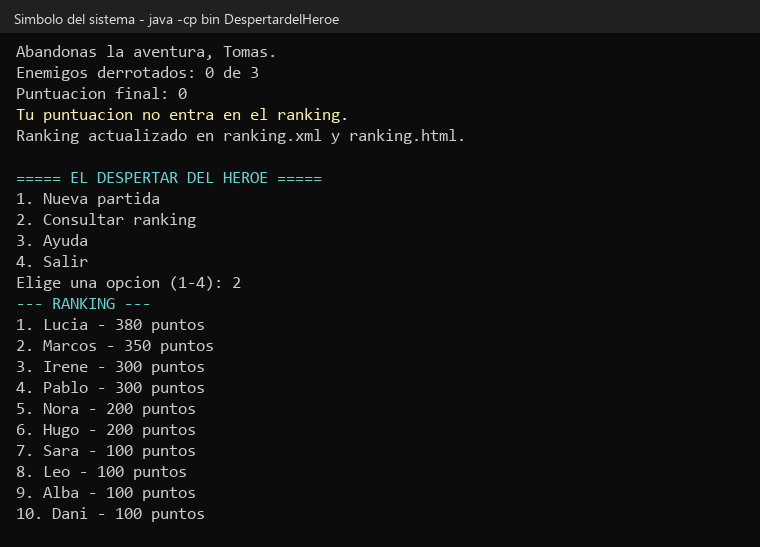 Simbolo del sistema - java -cp bin DespertardelHeroe
Abandonas la aventura, Tomas.
Enemigos derrotados: 0 de 3
Puntuacion final: 0
Tu puntuacion no entra en el ranking.
Ranking actualizado en ranking.xml y ranking.html.
===== EL DESPERTAR DEL HEROE =====
1. Nueva partida
2. Consultar ranking
3. Ayuda
4. Salir
Elige una opcion (1-4): 2
--- RANKING ---
1. Lucia - 380 puntos
2. Marcos - 350 puntos
3. Irene - 300 puntos
4. Pablo - 300 puntos
5. Nora - 200 puntos
6. Hugo - 200 puntos
7. Sara - 100 puntos
8. Leo - 100 puntos
9. Alba - 100 puntos
10. Dani - 100 puntos